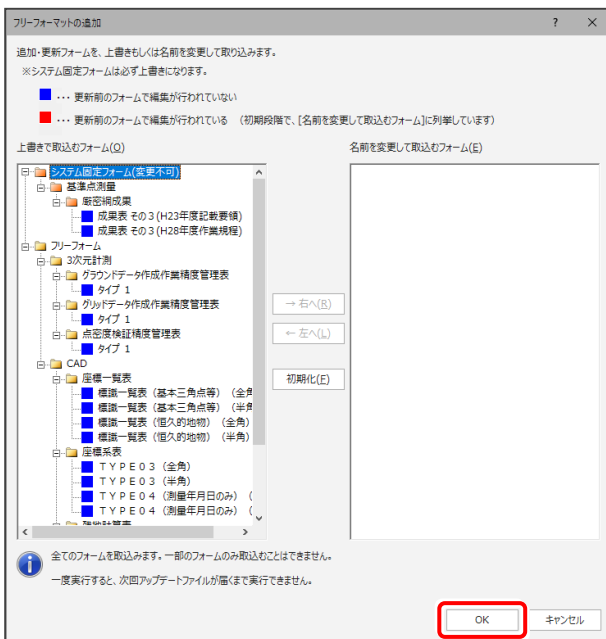 フリーフォーマットの追加
? ×
追加・更新フォームを、上書きもしくは名前を変更して取り込みます。
※システム固定フォームは必ず上書きになります。
・・・ 更新前のフォームで編集が行われていない
・・・ 更新前のフォームで編集が行われている （初期段階で、[名前を変更して取込むフォーム]に列挙しています）
上書きで取込むフォーム(O)
名前を変更して取込むフォーム(E)
システム固定フォーム(変更不可)
基準点測量
厳密網成果
成果表 その３(H23年度記載要領)
成果表 その３(H28年度作業規程)
フリーフォーム
3次元計測
グラウンドデータ作成作業精度管理表
タイプ 1
グリッドデータ作成作業精度管理表
タイプ 1
点密度検証精度管理表
タイプ 1
CAD
座標一覧表
標識一覧表（基本三角点等）（全角
標識一覧表（基本三角点等）（半角
標識一覧表（恒久的地物）（全角）
標識一覧表（恒久的地物）（半角）
座標系表
ＴＹＰＥ０３（全角）
ＴＹＰＥ０３（半角）
ＴＹＰＥ０４（測量年月日のみ）（
ＴＹＰＥ０４（測量年月日のみ）（
→ 右へ(R)
← 左へ(L)
初期化(F)
全てのフォームを取込みます。一部のフォームのみ取込むことはできません。
一度実行すると、次回アップデートファイルが届くまで実行できません。
OK
キャンセル